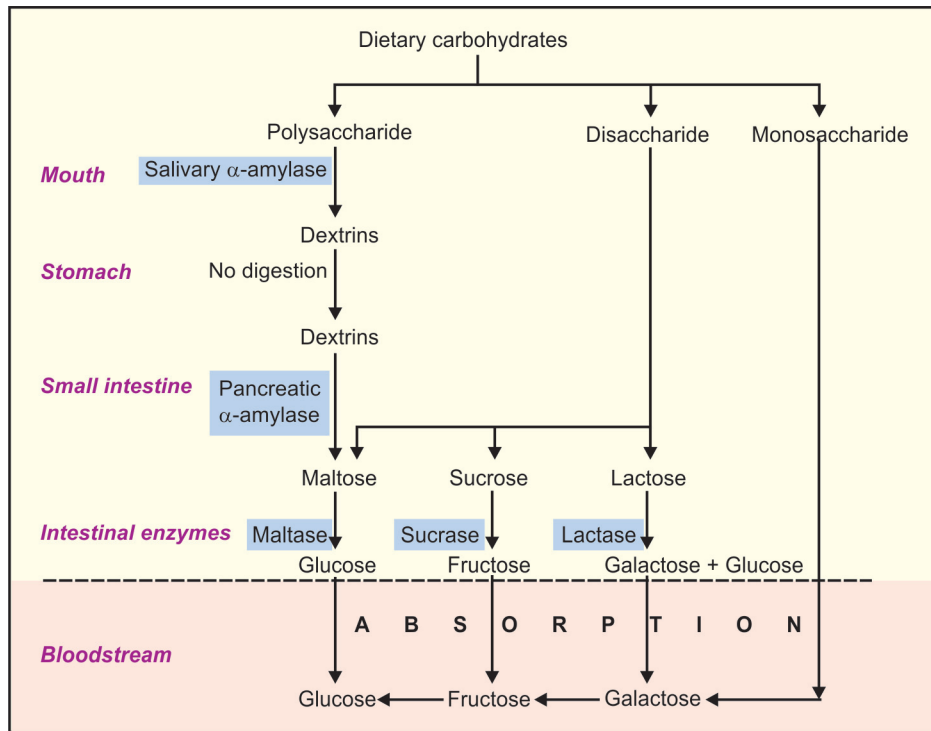 Dietary carbohydrates
Polysaccharide
Disaccharide
Monosaccharide
Mouth
Salivary α-amylase
Dextrins
Stomach
No digestion
Dextrins
Small intestine
Pancreatic
α-amylase
Maltose
Sucrose
Lactose
Intestinal enzymes
Maltase
Sucrase
Lactase
Glucose
Fructose
Galactose + Glucose
A B S O R P T I O N
Bloodstream
Glucose
Fructose
Galactose